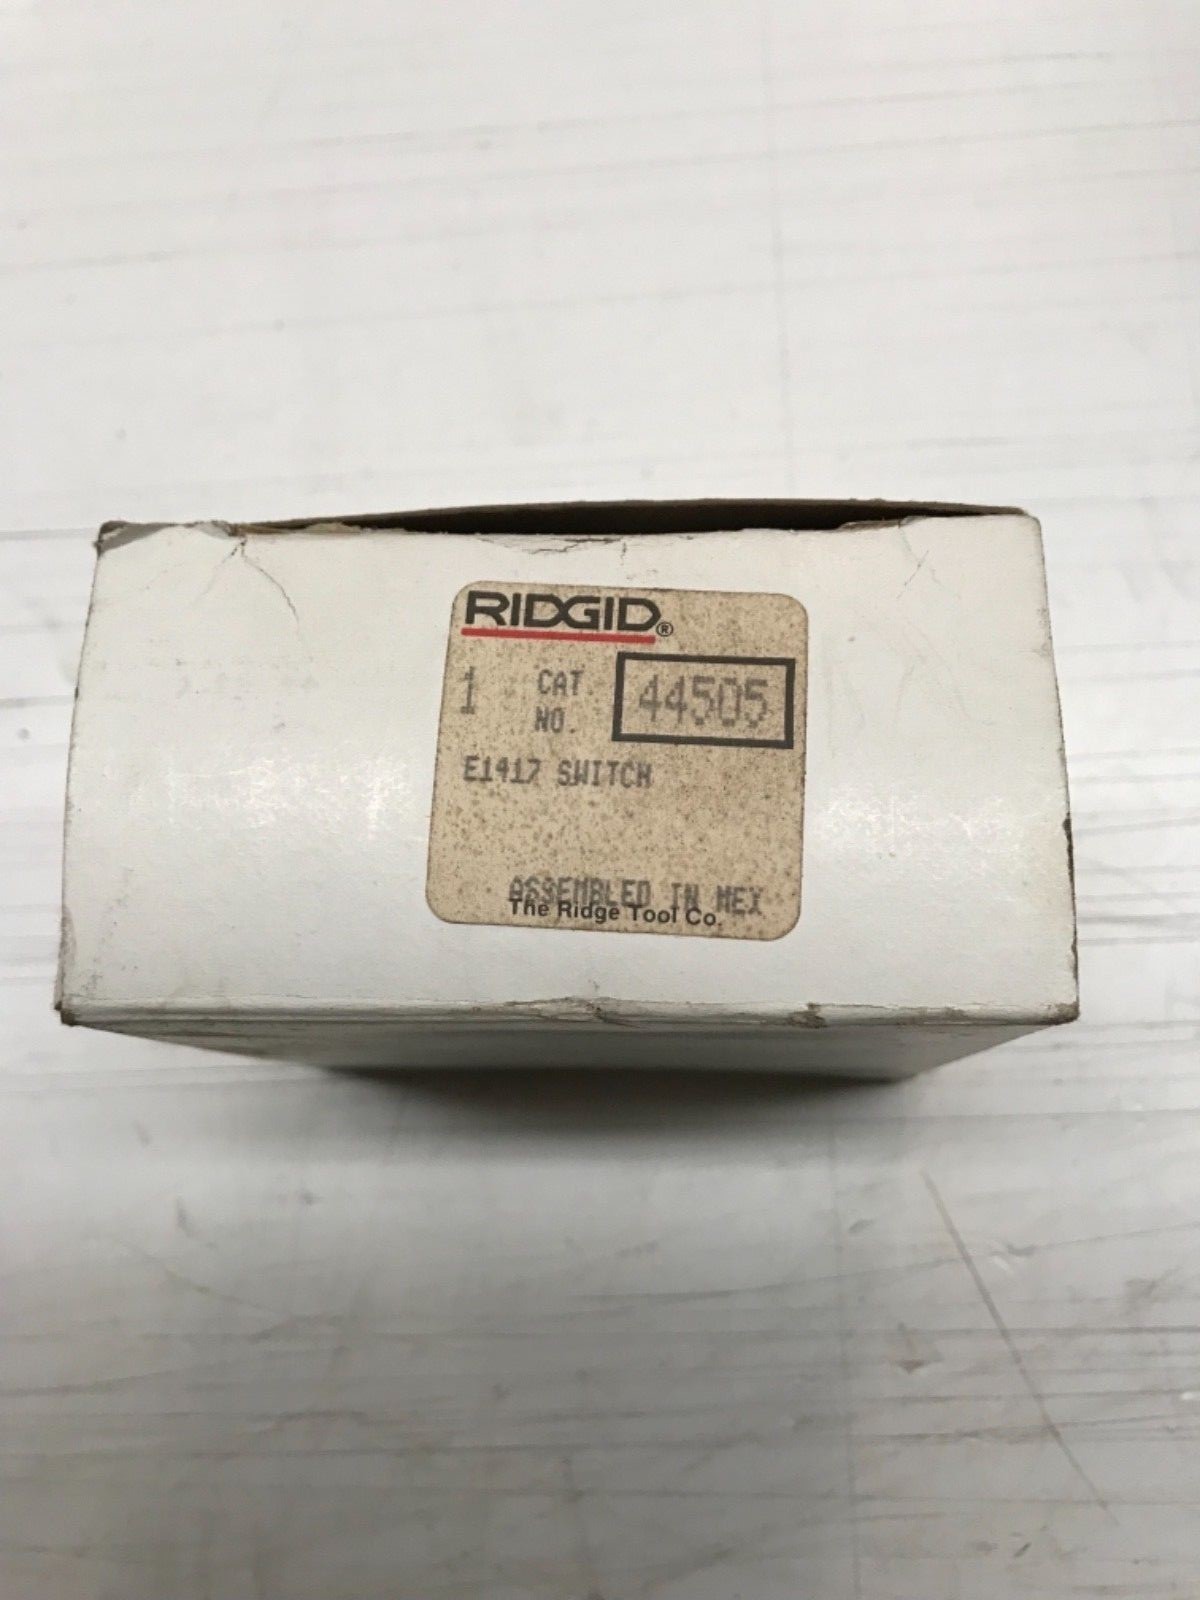 RIDGID®
1 CAT. 44505
NO.
E1417 SWITCH
ASSEMBLED IN MEX
The Ridge Tool Co.